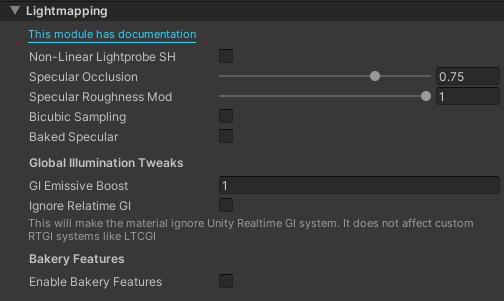 Lightmapping
This module has documentation
Non-Linear Lightprobe SH
Specular Occlusion 0.75
Specular Roughness Mod 1
Bicubic Sampling
Baked Specular
Global Illumination Tweaks
GI Emissive Boost 1
Ignore Relatime GI
This will make the material ignore Unity Realtime GI system. It does not affect custom
RTGI systems like LTCGI
Bakery Features
Enable Bakery Features